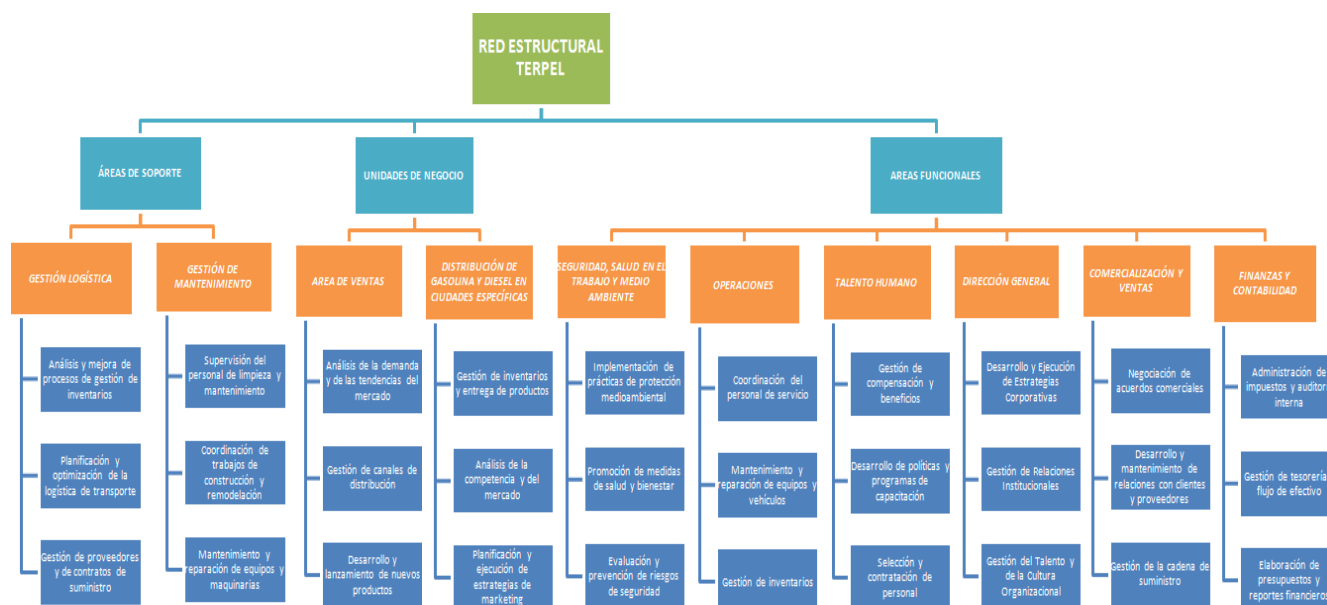 RED ESTRUCTURAL
TERPEL
ÁREAS DE SOPORTE
UNIDADES DE NEGOCIO
AREAS FUNCIONALES
GESTIÓN LOGÍSTICA
GESTIÓN DE
MANTENIMIENTO
AREA DE VENTAS
DISTRIBUCIÓN DE
GASOLINA Y DIESEL EN
CIUDADES ESPECÍFICAS
SEGURIDAD, SALUD EN EL
TRABAJO Y MEDIO
AMBIENTE
OPERACIONES
TALENTO HUMANO
DIRECCIÓN GENERAL
COMERCIALIZACIÓN Y
VENTAS
FINANZAS Y
CONTABILIDAD
Análisis y mejora de
procesos de gestión de
inventarios
Planificación y
optimización de la
logística de transporte
Gestión de proveedores
y de contratos de
suministro
Supervisión del
personal de limpieza y
mantenimiento
Coordinación de
trabajos de
construcción y
remodelación
Mantenimiento y
reparación de equipos y
maquinarias
Análisis de la demanda
y de las tendencias del
mercado
Gestión de canales de
distribución
Desarrollo y
lanzamiento de nuevos
productos
Gestión de inventarios
y entrega de productos
Análisis de la
competencia y del
mercado
Planificación y
ejecución de
estrategias de
marketing
Implementación de
prácticas de protección
medioambiental
Promoción de medidas
de salud y bienestar
Evaluación y
prevención de riesgos
de seguridad
Coordinación del
personal de servicio
Mantenimiento y
reparación de equipos y
vehículos
Gestión de inventarios
Gestión de
compensación y
beneficios
Desarrollo de políticas y
programas de
capacitación
Selección y
contratación de
personal
Desarrollo y Ejecución de
Estrategias
Corporativas
Gestión de Relaciones
Institucionales
Gestión del Talento y
de la Cultura
Organizacional
Negociación de
acuerdos comerciales
Desarrollo y
mantenimiento de
relaciones con clientes
y proveedores
Gestión de la cadena de
suministro
Administración de
impuestos y auditor
interna
Gestión de tesorería
flujo de efectivo
Elaboración de
presupuestos y
reportes financieros